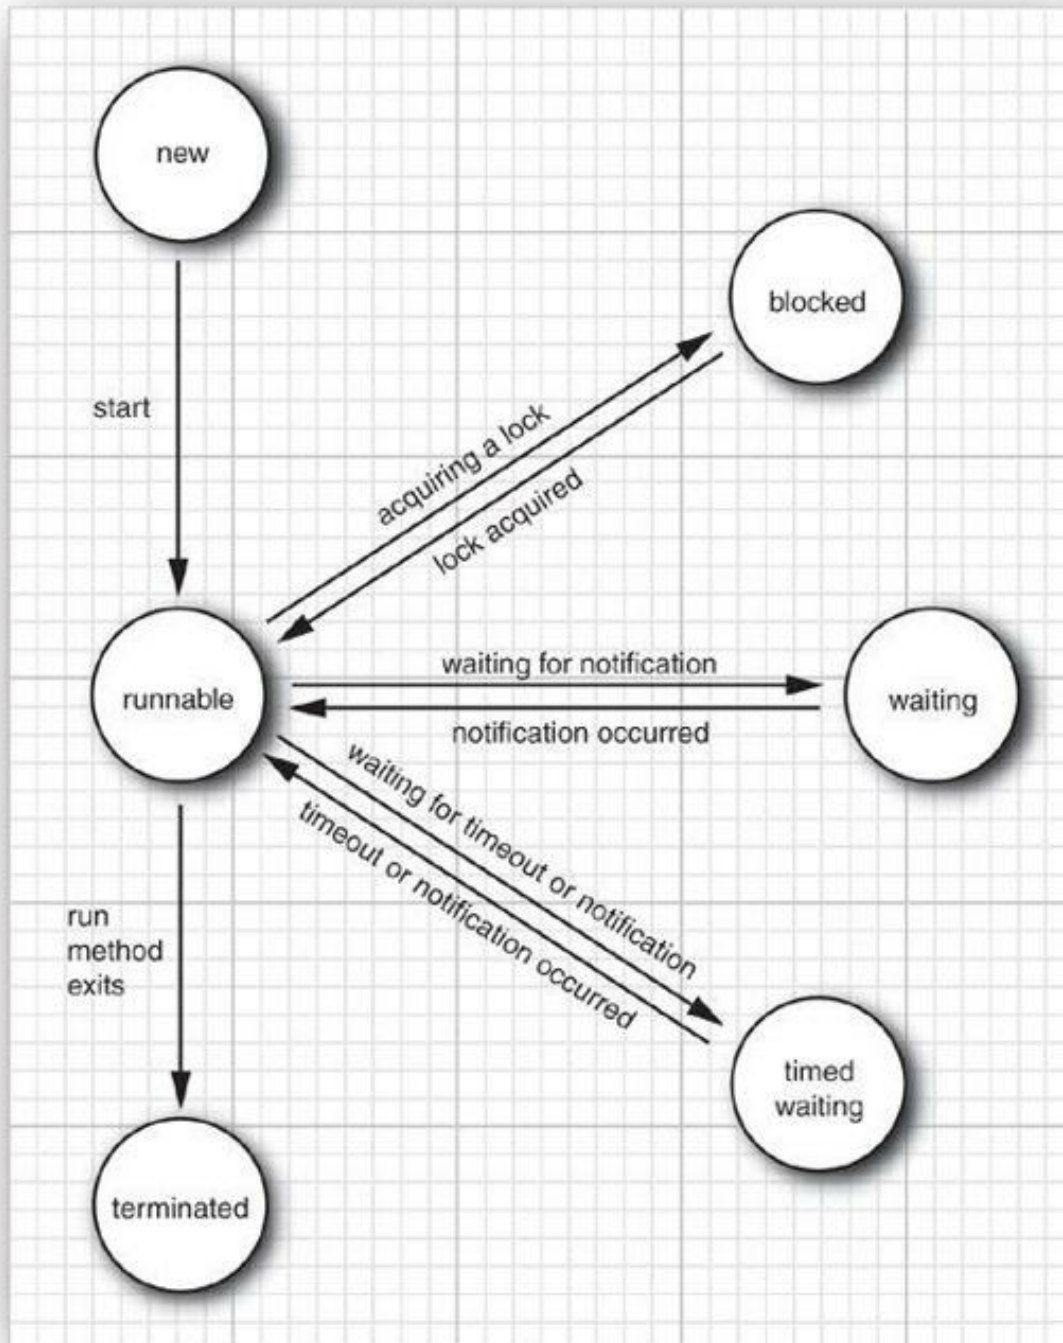 new
blocked
start
acquiring a lock
lock acquired
waiting for notification
runnable
waiting
notification occurred
waiting for timeout or notification
timeout or notification occurred
run
method
exits
timed
waiting
terminated